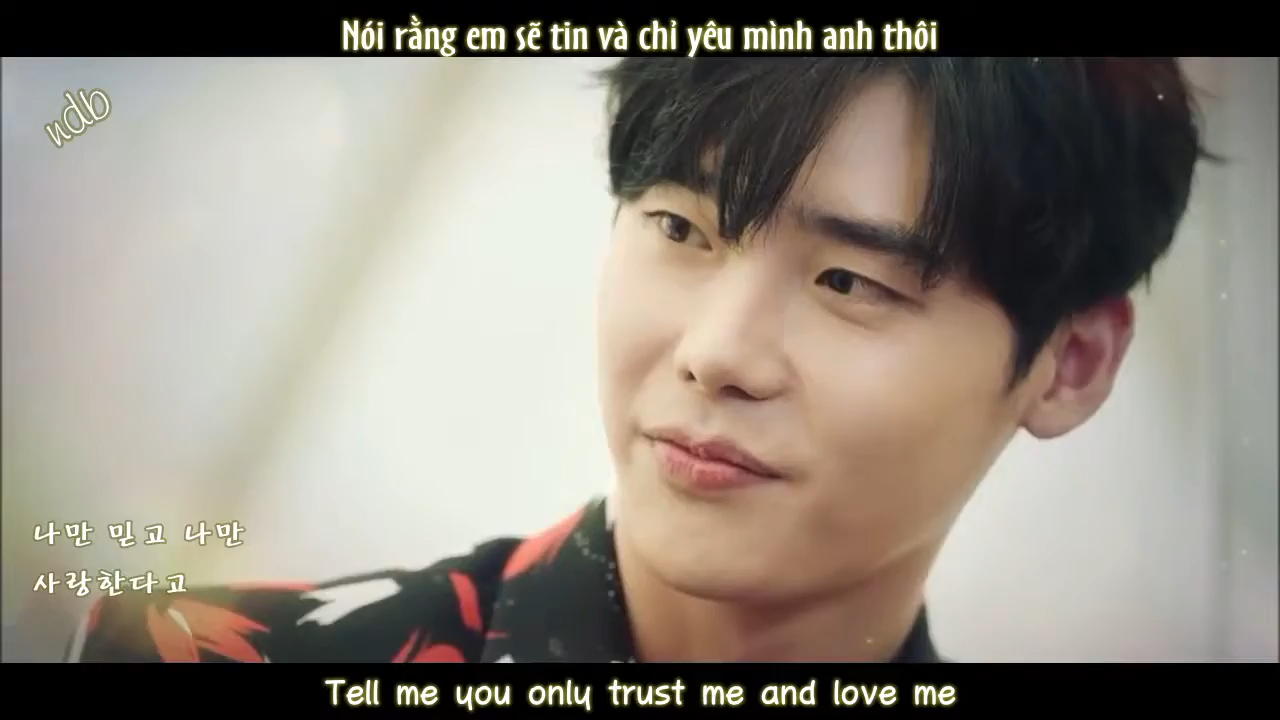 Nói rằng em sẽ tin và chỉ yêu mình anh thôi
ndb
나만 믿고 나만
사랑한다고
Tell me you only trust me and love me